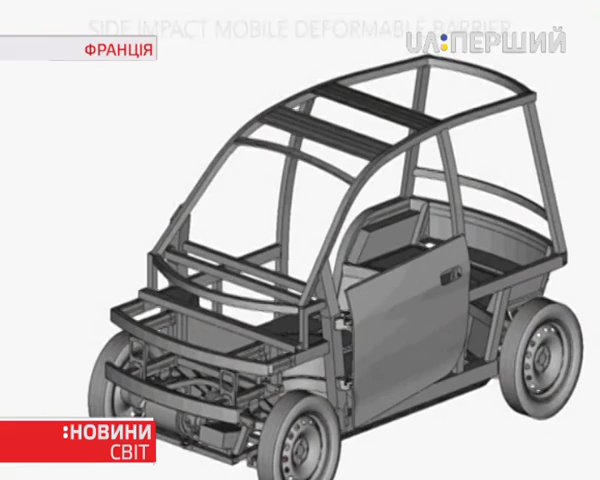 SIDE IMPACT MOBILE DEFORMABLE BARRIER
ФРАНЦІЯ
UA:ПЕРШИЙ
:НОВИНИ
СВІТ